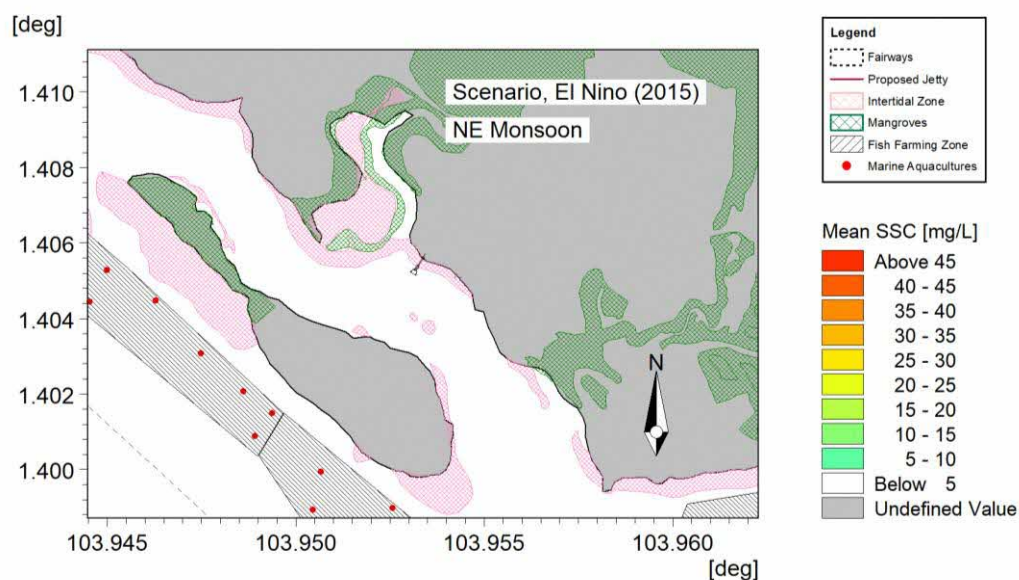 [deg]
1.410
1.408
1.406
1.404
1.402
1.400
103.945
103.950
103.955
103.960
[deg]
Scenario, El Nino (2015)
NE Monsoon
N
Legend
Fairways
Proposed Jetty
Intertidal Zone
Mangroves
Fish Farming Zone
Marine Aquacultures
Mean SSC [mg/L]
Above 45
40 - 45
35 - 40
30 - 35
25 - 30
20 - 25
15 - 20
10 - 15
5 - 10
Below 5
Undefined Value